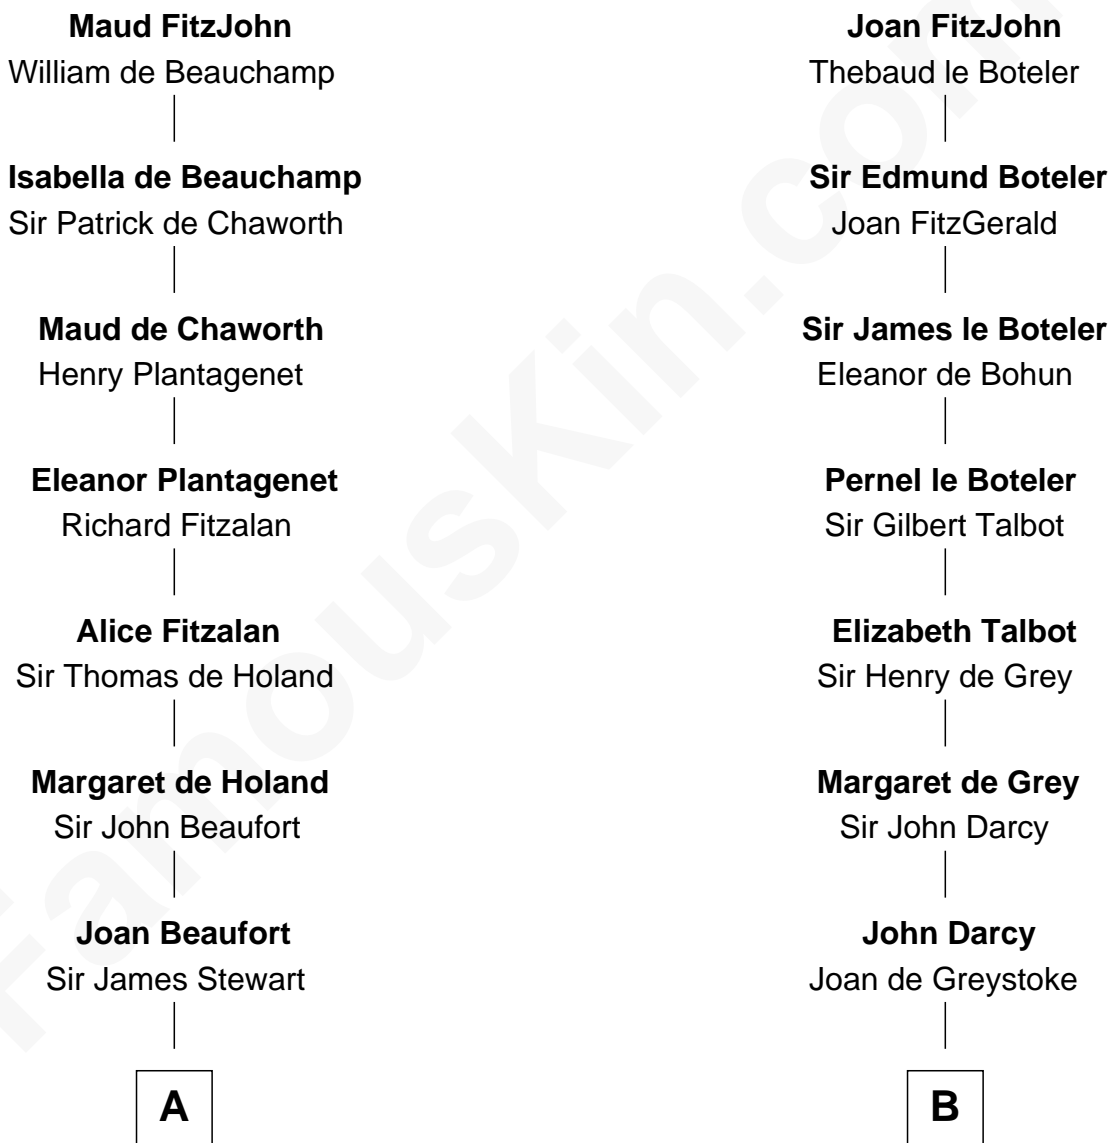 Maud FitzJohn
William de Beauchamp
Isabella de Beauchamp
Sir Patrick de Chaworth
Maud de Chaworth
Henry Plantagenet
Eleanor Plantagenet
Richard Fitzalan
Alice Fitzalan
Sir Thomas de Holand
Margaret de Holand
Sir John Beaufort
Joan Beaufort
Sir James Stewart
A
Joan FitzJohn
Thebaud le Boteler
Sir Edmund Boteler
Joan FitzGerald
Sir James le Boteler
Eleanor de Bohun
Pernel le Boteler
Sir Gilbert Talbot
Elizabeth Talbot
Sir Henry de Grey
Margaret de Grey
Sir John Darcy
John Darcy
Joan de Greystoke
B
FamousKin.com